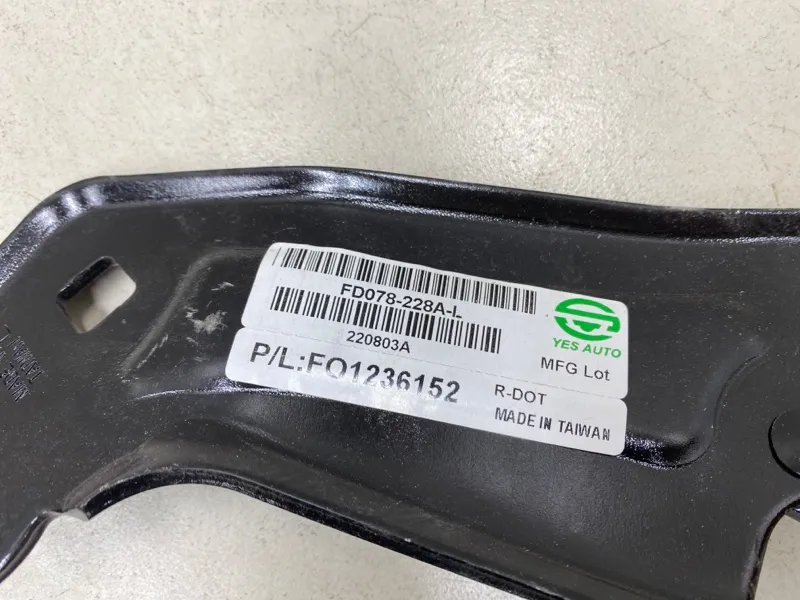 FD078-228A-L
220803A
YES AUTO
MFG Lot
P/L:FO1236152
R-DOT
MADE IN TAIWAN